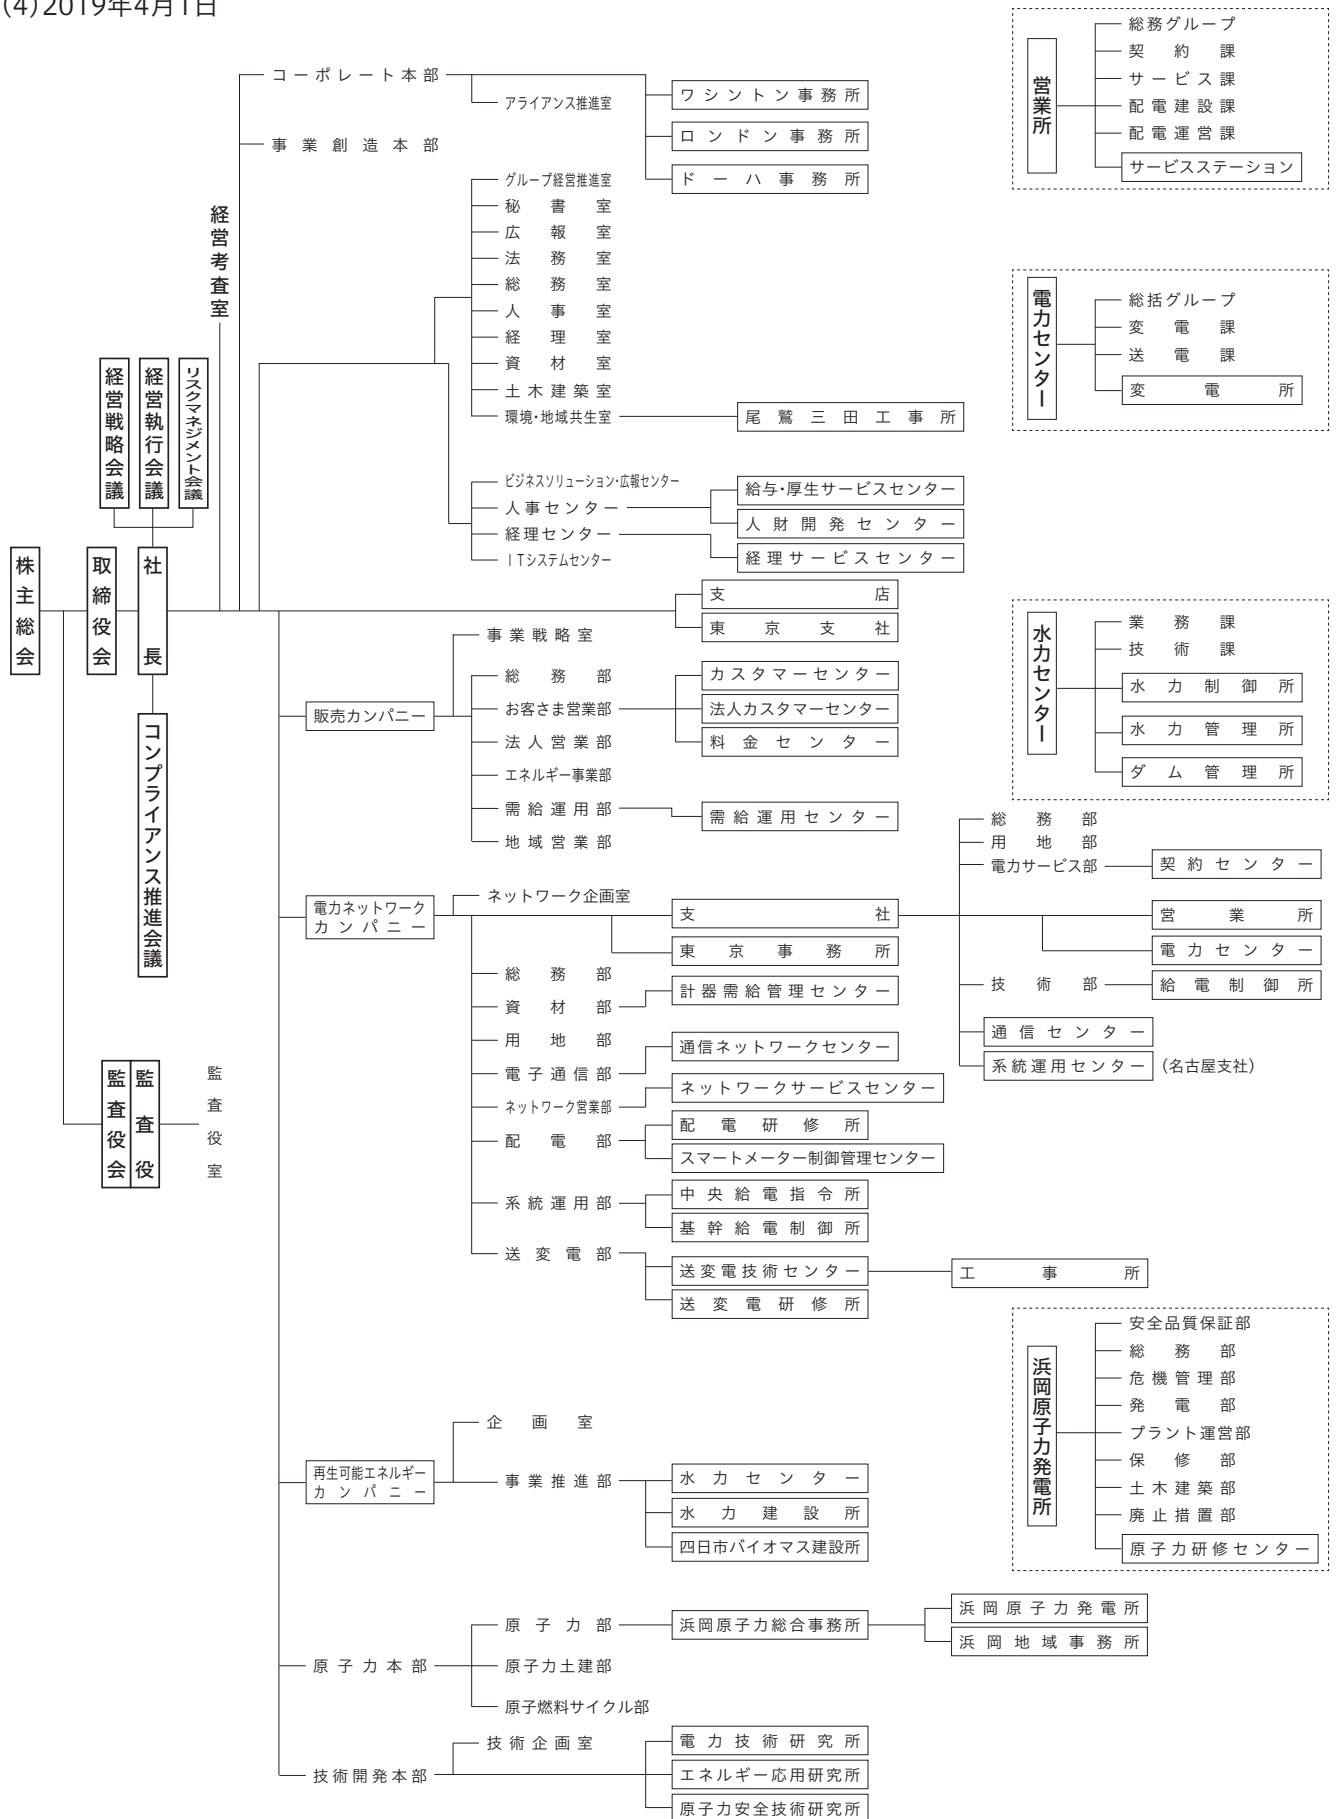 (4)2019年4月1日
コーポレート本部
アライアンス推進室
ワシントン事務所
ロンドン事務所
ドーハ事務所
事業創造本部
経営考査室
グループ経営推進室
秘書室
広報室
法務室
総務室
人事室
経理室
資材室
土木建築室
環境・地域共生室
尾鷲三田工事所
ビジネスソリューション・広報センター
人事センター
給与・厚生サービスセンター
人財開発センター
経理センター
経理サービスセンター
ITシステムセンター
経営戦略会議
経営執行会議
リスクマネジメント会議
株主総会
取締役会
社長
コンプライアンス推進会議
監査役会
監査役
監査役室
支店
東京支社
販売カンパニー
事業戦略室
総務部
お客さま営業部
カスタマーセンター
法人カスタマーセンター
料金センター
法人営業部
エネルギー事業部
需給運用部
需給運用センター
地域営業部
電力ネットワーク
カンパニー
ネットワーク企画室
支社
東京事務所
総務部
資材部
計器需給管理センター
用地部
電子通信部
通信ネットワークセンター
ネットワーク営業部
ネットワークサービスセンター
配電部
配電研修所
スマートメーター制御管理センター
系統運用部
中央給電指令所
基幹給電制御所
送変電部
送変電技術センター
工事所
送変電研修所
総務部
用地部
電力サービス部
契約センター
営業所
電力センター
技術部
給電制御所
通信センター
系統運用センター (名古屋支社)
再生可能エネルギー
カンパニー
企画室
事業推進部
水力センター
水力建設所
四日市バイオマス建設所
原子力本部
原子力部
浜岡原子力総合事務所
浜岡原子力発電所
浜岡地域事務所
原子力土建部
原子燃料サイクル部
技術開発本部
技術企画室
電力技術研究所
エネルギー応用研究所
原子力安全技術研究所
営業所
総務グループ
契約課
サービス課
配電建設課
配電運営課
サービスステーション
電力センター
総括グループ
変電課
送電課
変電所
水力センター
業務課
技術課
水力制御所
水力管理所
ダム管理所
浜岡原子力発電所
安全品質保証部
総務部
危機管理部
発電部
プラント運営部
保修部
土木建築部
廃止措置部
原子力研修センター